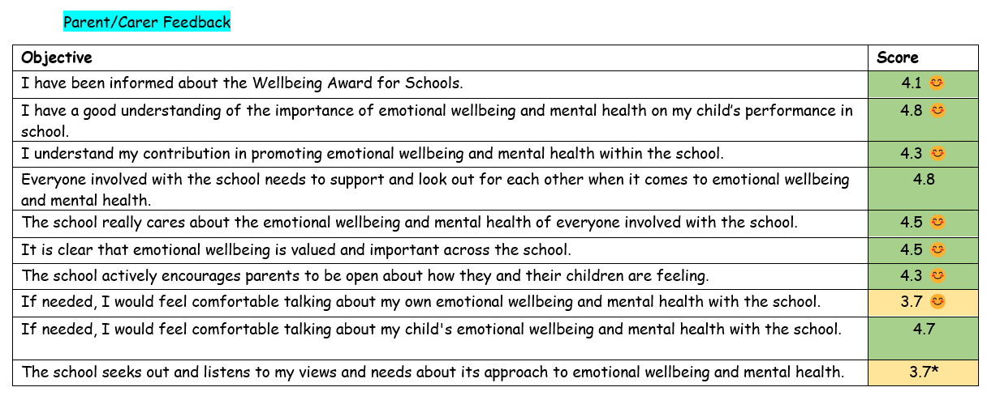 Parent/Carer Feedback
Objective Score
I have been informed about the Wellbeing Award for Schools. 4.1 😊
I have a good understanding of the importance of emotional wellbeing and mental health on my child’s performance in 4.8 😊
school.
I understand my contribution in promoting emotional wellbeing and mental health within the school. 4.3 😊
Everyone involved with the school needs to support and look out for each other when it comes to emotional wellbeing 4.8
and mental health.
The school really cares about the emotional wellbeing and mental health of everyone involved with the school. 4.5 😊
It is clear that emotional wellbeing is valued and important across the school. 4.5 😊
The school actively encourages parents to be open about how they and their children are feeling. 4.3 😊
If needed, I would feel comfortable talking about my own emotional wellbeing and mental health with the school. 3.7 😊
If needed, I would feel comfortable talking about my child's emotional wellbeing and mental health with the school. 4.7
The school seeks out and listens to my views and needs about its approach to emotional wellbeing and mental health. 3.7*